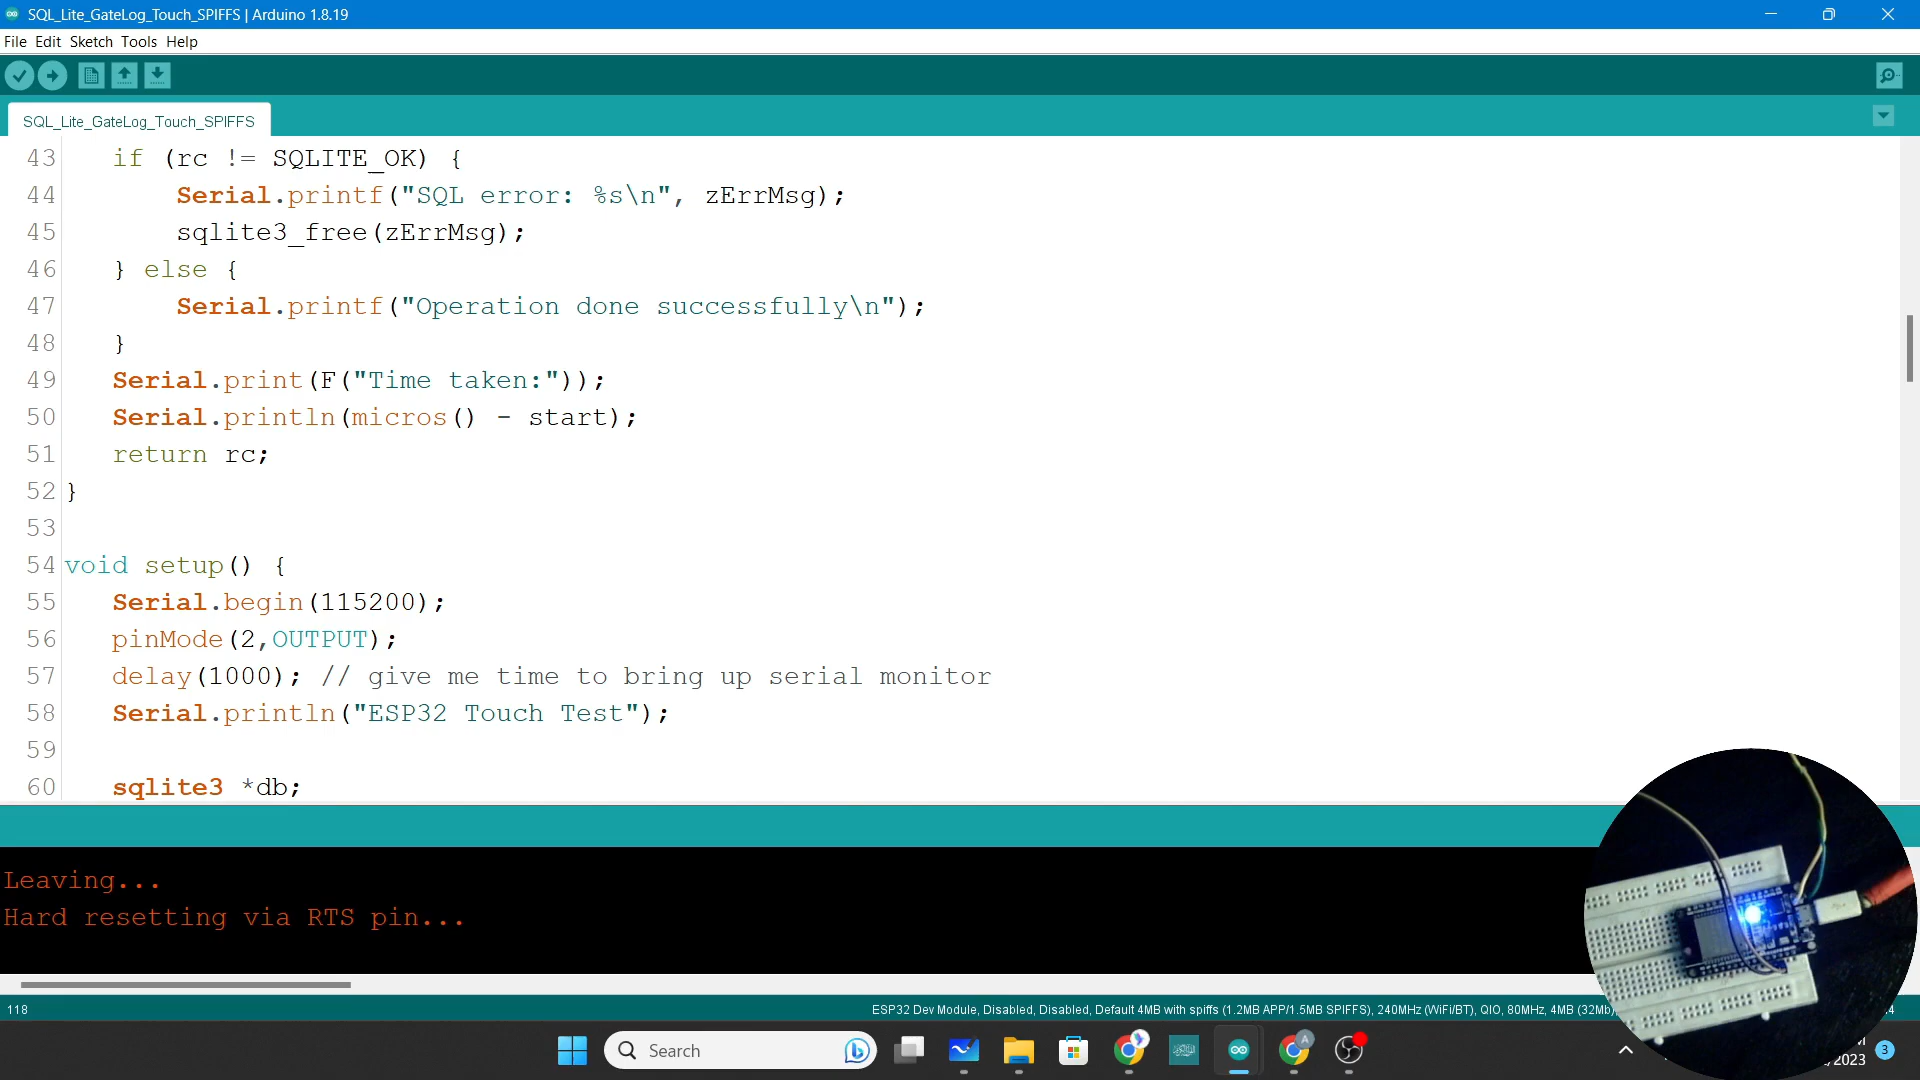 SQL_Lite_GateLog_Touch_SPIFFS | Arduino 1.8.19
File Edit Sketch Tools Help
SQL_Lite_GateLog_Touch_SPIFFS
43 if (rc != SQLITE_OK) {
44 Serial.printf("SQL error: %s\n", zErrMsg);
45 sqlite3_free(zErrMsg);
46 } else {
47 Serial.printf("Operation done successfully\n");
48 }
49 Serial.print(F("Time taken:"));
50 Serial.println(micros() - start);
51 return rc;
52 }
53
54 void setup() {
55 Serial.begin(115200);
56 pinMode(2,OUTPUT);
57 delay(1000); // give me time to bring up serial monitor
58 Serial.println("ESP32 Touch Test");
59
60 sqlite3 *db;
Leaving...
Hard resetting via RTS pin...
118 ESP32 Dev Module, Disabled, Disabled, Default 4MB with spiffs (1.2MB APP/1.5MB SPIFFS), 240MHz (WiFi/BT), QIO, 80MHz, 4MB (32Mb)
Search
A
/2023 3